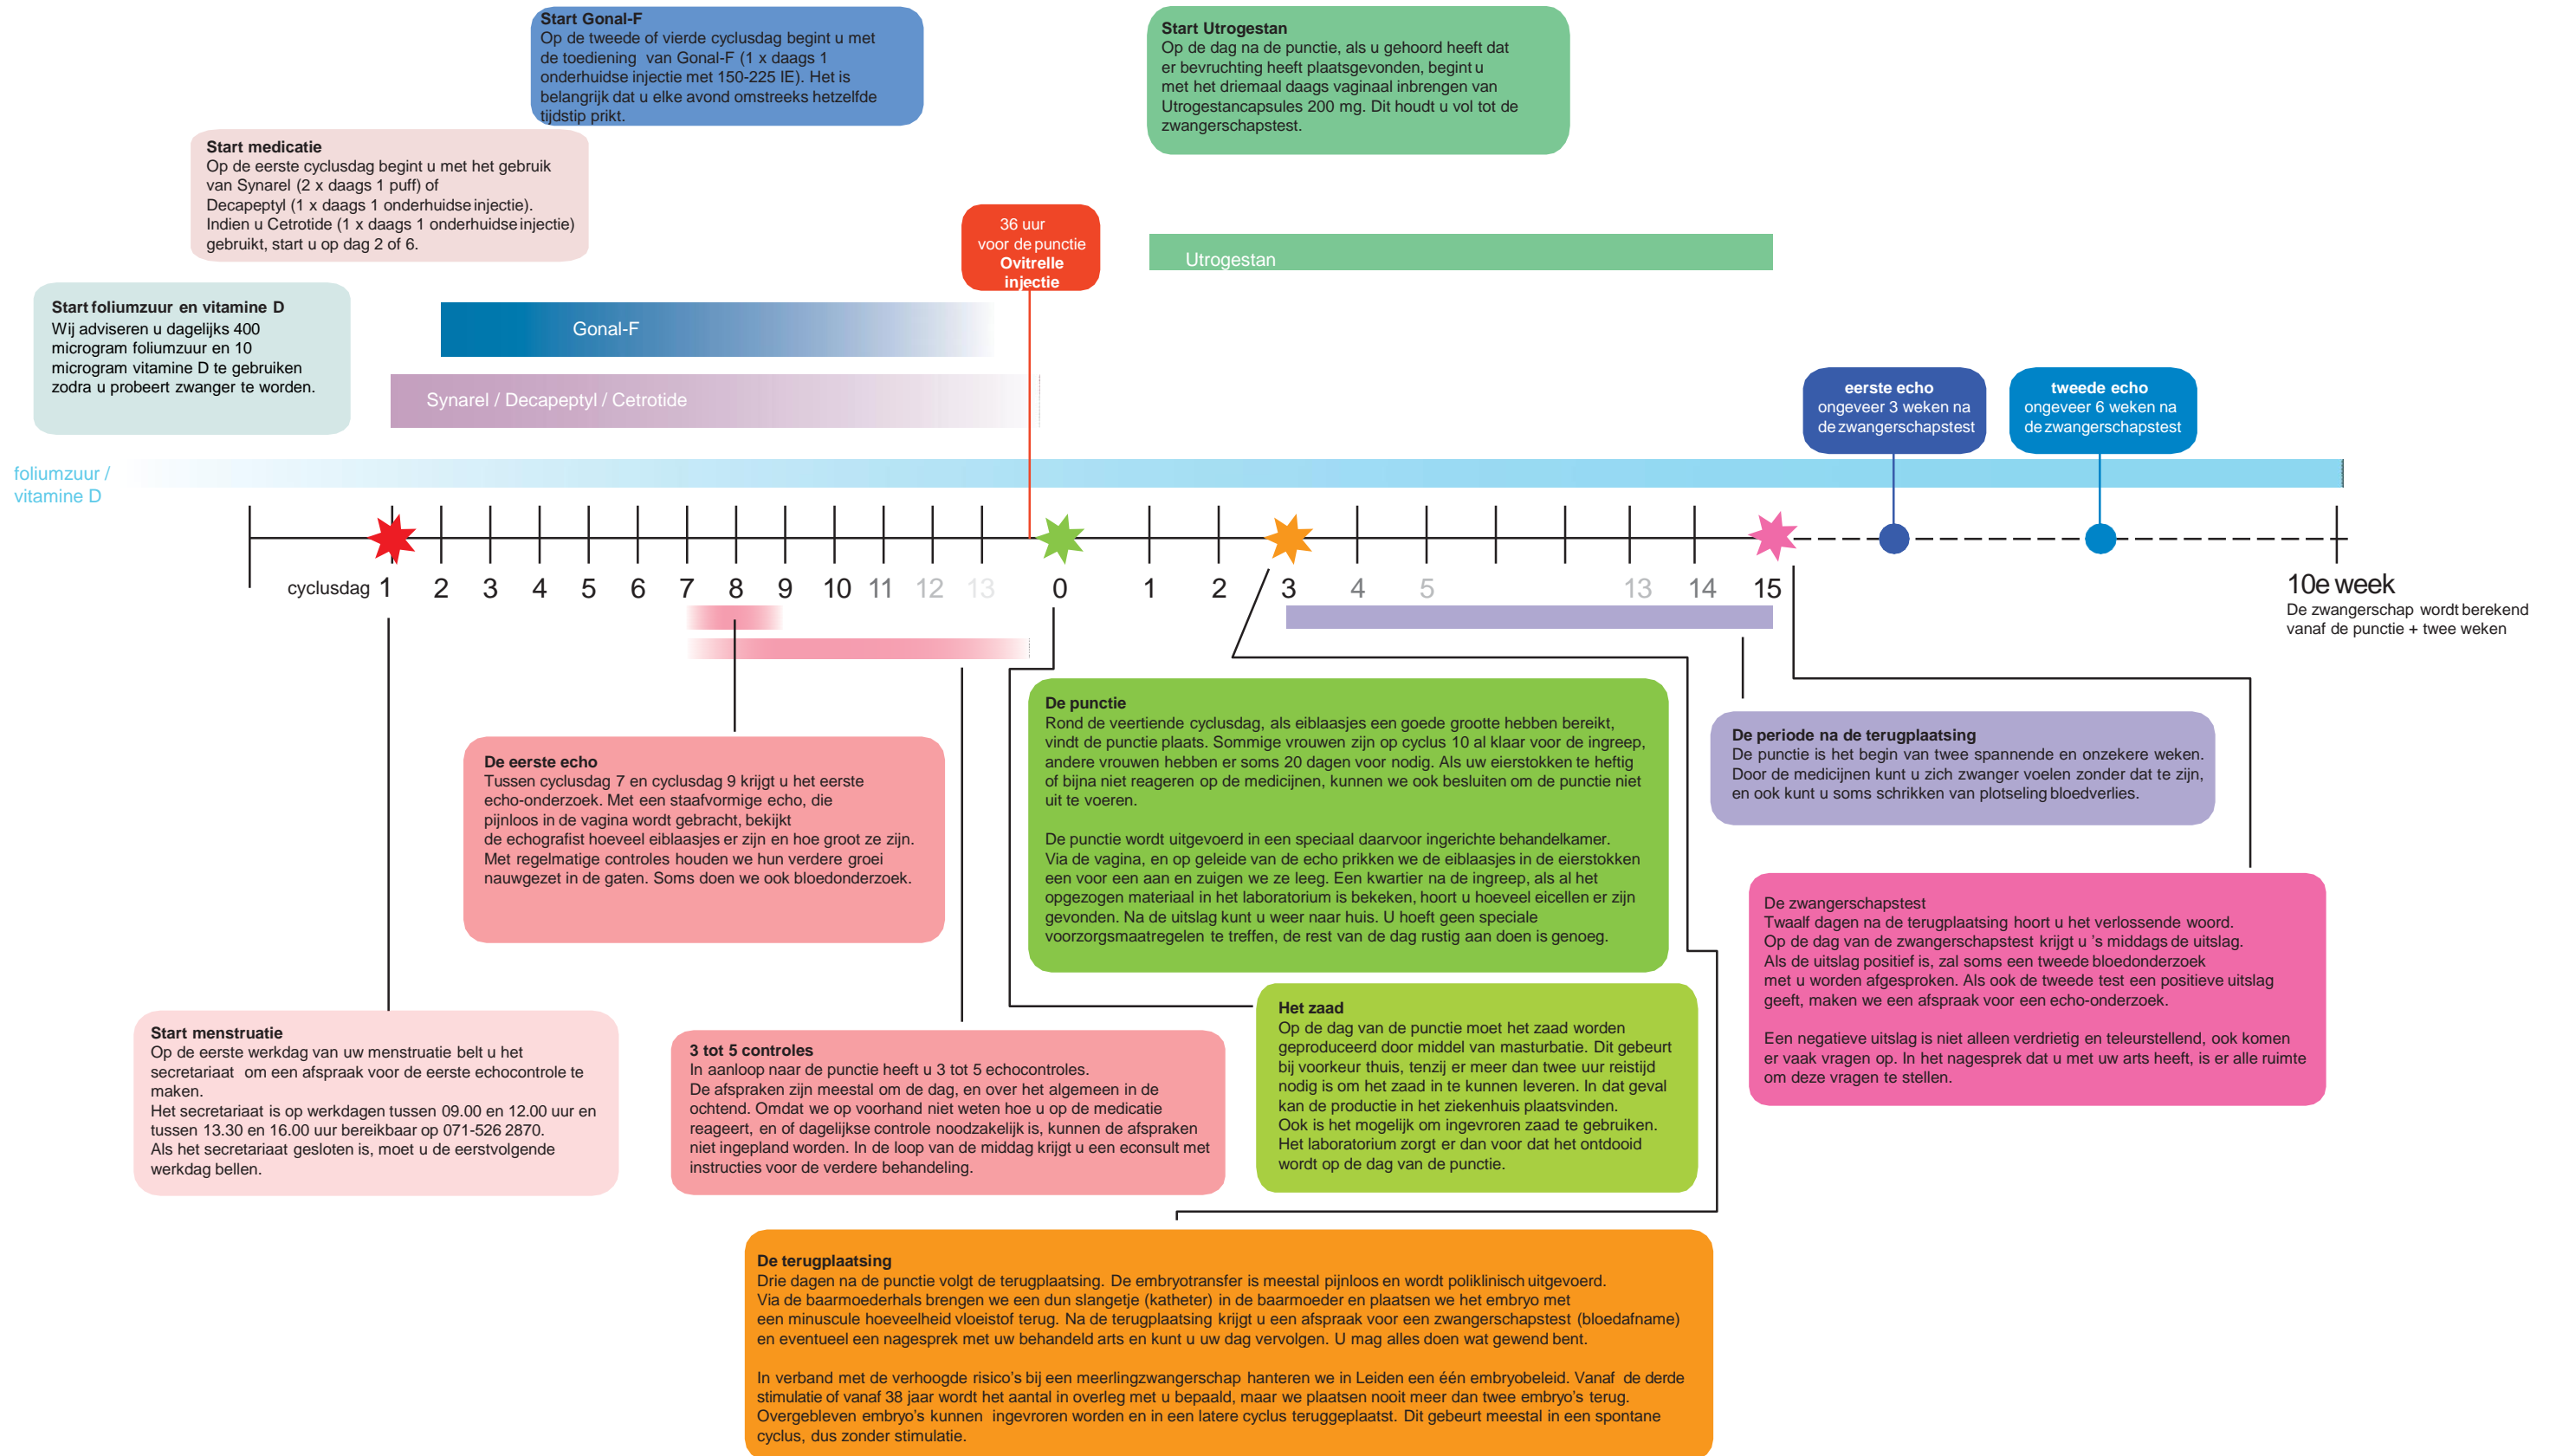 Start Gonal-F
Op de tweede of vierde cyclusdag begint u met
de toediening van Gonal-F (1 x daags 1
onderhuidse injectie met 150-225 IE). Het is
belangrijk dat u elke avond omstreeks hetzelfde
tijdstip prikt.
Start Utrogestan
Op de dag na de punctie, als u gehoord heeft dat
er bevruchting heeft plaatsgevonden, begint u
met het driemaal daags vaginaal inbrengen van
Utrogestancapsules 200 mg. Dit houdt u vol tot de
zwangerschapstest.
Start medicatie
Op de eerste cyclusdag begint u met het gebruik
van Synarel (2 x daags 1 puff) of
Decapeptyl (1 x daags 1 onderhuidse injectie).
Indien u Cetrotide (1 x daags 1 onderhuidse injectie)
gebruikt, start u op dag 2 of 6.
36 uur
voor de punctie
Ovitrelle
injectie
Utrogestan
Start foliumzuur en vitamine D
Wij adviseren u dagelijks 400
microgram foliumzuur en 10
microgram vitamine D te gebruiken
zodra u probeert zwanger te worden.
Gonal-F
Synarel / Decapeptyl / Cetrotide
eerste echo
ongeveer 3 weken na
de zwangerschapstest
tweede echo
ongeveer 6 weken na
de zwangerschapstest
foliumzuur /
vitamine D
cyclusdag 1 2 3 4 5 6 7 8 9 10 11 12 13 0 1 2 3 4 5 13 14 15
10e week
De zwangerschap wordt berekend
vanaf de punctie + twee weken
De punctie
Rond de veertiende cyclusdag, als eiblaasjes een goede grootte hebben bereikt,
vindt de punctie plaats. Sommige vrouwen zijn op cyclus 10 al klaar voor de ingreep,
andere vrouwen hebben er soms 20 dagen voor nodig. Als uw eierstokken te heftig
of bijna niet reageren op de medicijnen, kunnen we ook besluiten om de punctie niet
uit te voeren.
De punctie wordt uitgevoerd in een speciaal daarvoor ingerichte behandelkamer.
Via de vagina, en op geleide van de echo prikken we de eiblaasjes in de eierstokken
een voor een aan en zuigen we ze leeg. Een kwartier na de ingreep, als al het
opgezogen materiaal in het laboratorium is bekeken, hoort u hoeveel eicellen er zijn
gevonden. Na de uitslag kunt u weer naar huis. U hoeft geen speciale
voorzorgsmaatregelen te treffen, de rest van de dag rustig aan doen is genoeg.
De periode na de terugplaatsing
De punctie is het begin van twee spannende en onzekere weken.
Door de medicijnen kunt u zich zwanger voelen zonder dat te zijn,
en ook kunt u soms schrikken van plotseling bloedverlies.
De eerste echo
Tussen cyclusdag 7 en cyclusdag 9 krijgt u het eerste
echo-onderzoek. Met een staafvormige echo, die
pijnloos in de vagina wordt gebracht, bekijkt
de echografist hoeveel eiblaasjes er zijn en hoe groot ze zijn.
Met regelmatige controles houden we hun verdere groei
nauwgezet in de gaten. Soms doen we ook bloedonderzoek.
De zwangerschapstest
Twaalf dagen na de terugplaatsing hoort u het verlossende woord.
Op de dag van de zwangerschapstest krijgt u 's middags de uitslag.
Als de uitslag positief is, zal soms een tweede bloedonderzoek
met u worden afgesproken. Als ook de tweede test een positieve uitslag
geeft, maken we een afspraak voor een echo-onderzoek.
Een negatieve uitslag is niet alleen verdrietig en teleurstellend, ook komen
er vaak vragen op. In het nagesprek dat u met uw arts heeft, is er alle ruimte
om deze vragen te stellen.
Start menstruatie
Op de eerste werkdag van uw menstruatie belt u het
secretariaat om een afspraak voor de eerste echocontrole te
maken.
Het secretariaat is op werkdagen tussen 09.00 en 12.00 uur en
tussen 13.30 en 16.00 uur bereikbaar op 071-526 2870.
Als het secretariaat gesloten is, moet u de eerstvolgende
werkdag bellen.
3 tot 5 controles
In aanloop naar de punctie heeft u 3 tot 5 echocontroles.
De afspraken zijn meestal om de dag, en over het algemeen in de
ochtend. Omdat we op voorhand niet weten hoe u op de medicatie
reageert, en of dagelijkse controle noodzakelijk is, kunnen de afspraken
niet ingepland worden. In de loop van de middag krijgt u een econsult met
instructies voor de verdere behandeling.
Het zaad
Op de dag van de punctie moet het zaad worden
geproduceerd door middel van masturbatie. Dit gebeurt
bij voorkeur thuis, tenzij er meer dan twee uur reistijd
nodig is om het zaad in te kunnen leveren. In dat geval
kan de productie in het ziekenhuis plaatsvinden.
Ook is het mogelijk om ingevroren zaad te gebruiken.
Het laboratorium zorgt er dan voor dat het ontdooid
wordt op de dag van de punctie.
De terugplaatsing
Drie dagen na de punctie volgt de terugplaatsing. De embryotransfer is meestal pijnloos en wordt poliklinisch uitgevoerd.
Via de baarmoederhals brengen we een dun slangetje (katheter) in de baarmoeder en plaatsen we het embryo met
een minuscule hoeveelheid vloeistof terug. Na de terugplaatsing krijgt u een afspraak voor een zwangerschapstest (bloedafname)
en eventueel een nagesprek met uw behandeld arts en kunt u uw dag vervolgen. U mag alles doen wat gewend bent.
In verband met de verhoogde risico's bij een meerlingzwangerschap hanteren we in Leiden een één embryobeleid. Vanaf de derde
stimulatie of vanaf 38 jaar wordt het aantal in overleg met u bepaald, maar we plaatsen nooit meer dan twee embryo's terug.
Overgebleven embryo's kunnen ingevroren worden en in een latere cyclus teruggeplaatst. Dit gebeurt meestal in een spontane
cyclus, dus zonder stimulatie.